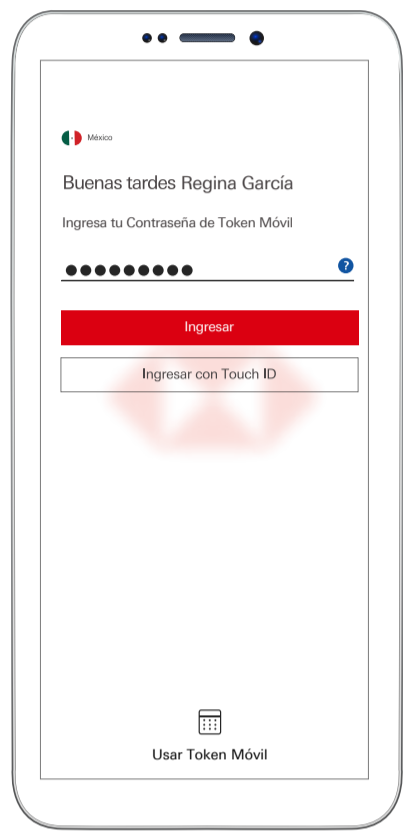 México
Buenas tardes Regina García
Ingresa tu Contraseña de Token Móvil
?
Ingresar
Ingresar con Touch ID
Usar Token Móvil